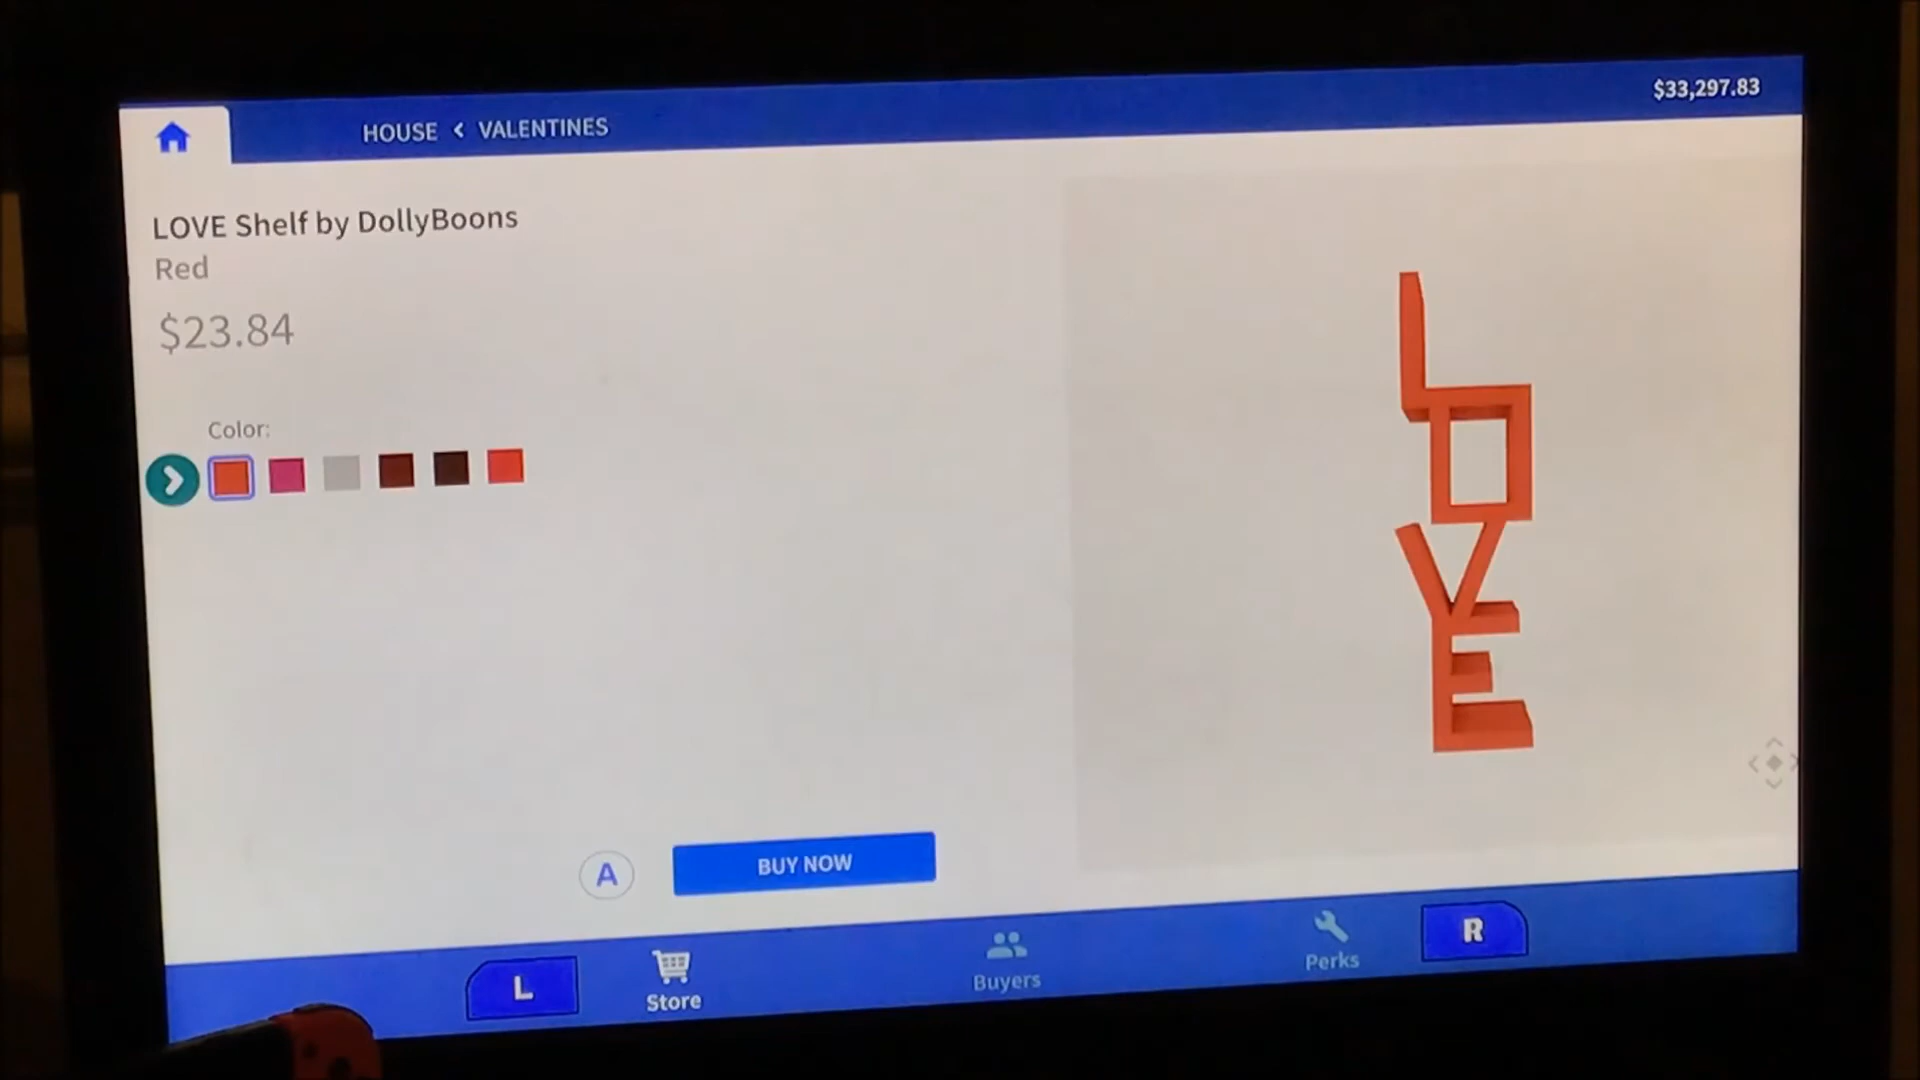 $33,297.83
HOUSE < VALENTINES
LOVE Shelf by DollyBoons
Red
$23.84
Color:
LOVE
A
BUY NOW
L
Store
Buyers
Perks
R